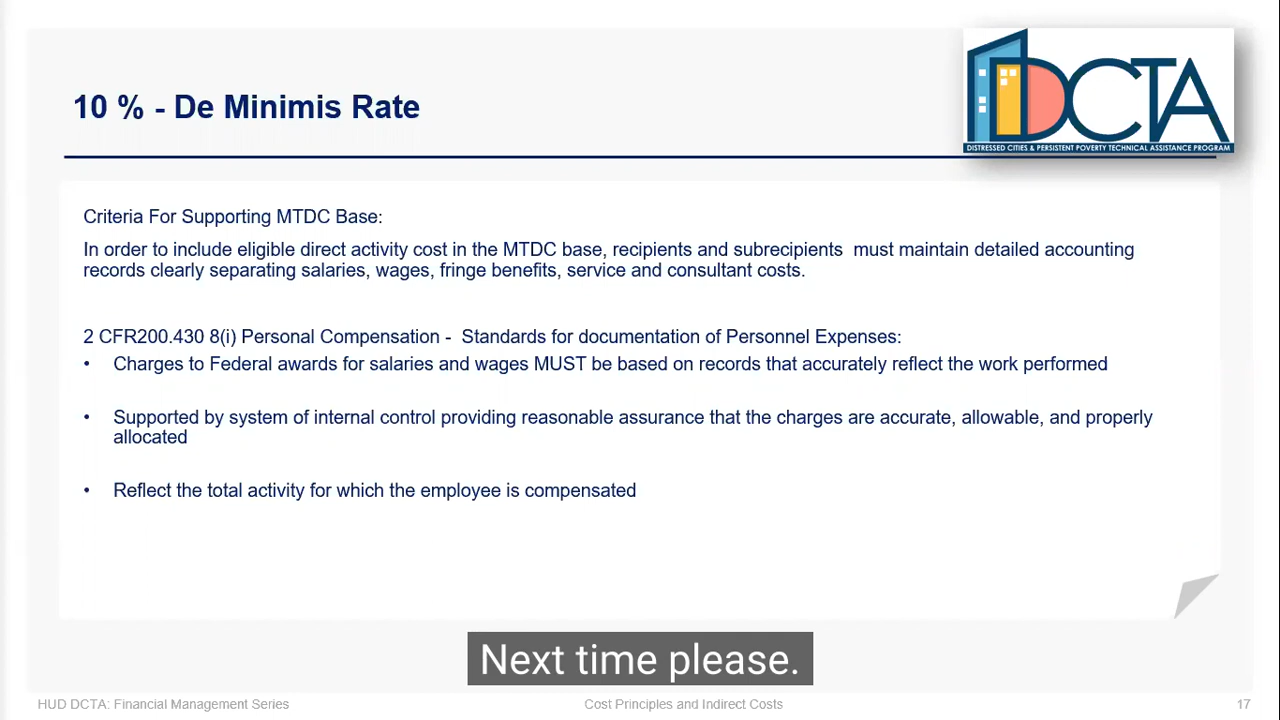 DCTA
DISTRESSED CITIES & PERSISTENT POVERTY TECHNICAL ASSISTANCE PROGRAM
10 % - De Minimis Rate
Criteria For Supporting MTDC Base:
In order to include eligible direct activity cost in the MTDC base, recipients and subrecipients  must maintain detailed accounting
records clearly separating salaries, wages, fringe benefits, service and consultant costs.
2 CFR200.430 8(i) Personal Compensation -  Standards for documentation of Personnel Expenses:
• Charges to Federal awards for salaries and wages MUST be based on records that accurately reflect the work performed
• Supported by system of internal control providing reasonable assurance that the charges are accurate, allowable, and properly
allocated
• Reflect the total activity for which the employee is compensated
Next time please.
HUD DCTA: Financial Management Series
Cost Principles and Indirect Costs
17